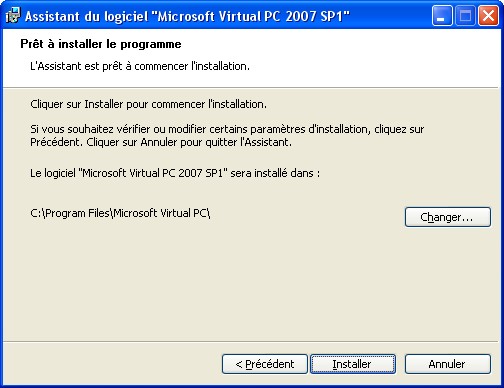 Assistant du logiciel "Microsoft Virtual PC 2007 SP1"
Prêt à installer le programme
L'Assistant est prêt à commencer l'installation.
Cliquer sur Installer pour commencer l'installation.
Si vous souhaitez vérifier ou modifier certains paramètres d'installation, cliquez sur
Précédent. Cliquer sur Annuler pour quitter l'Assistant.
Le logiciel "Microsoft Virtual PC 2007 SP1" sera installé dans :
C:\Program Files\Microsoft Virtual PC\
Changer...
< Précédent
Installer
Annuler